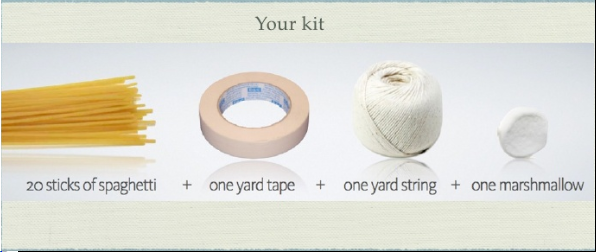 Your kit
20 sticks of spaghetti + one yard tape + one yard string + one marshmallow